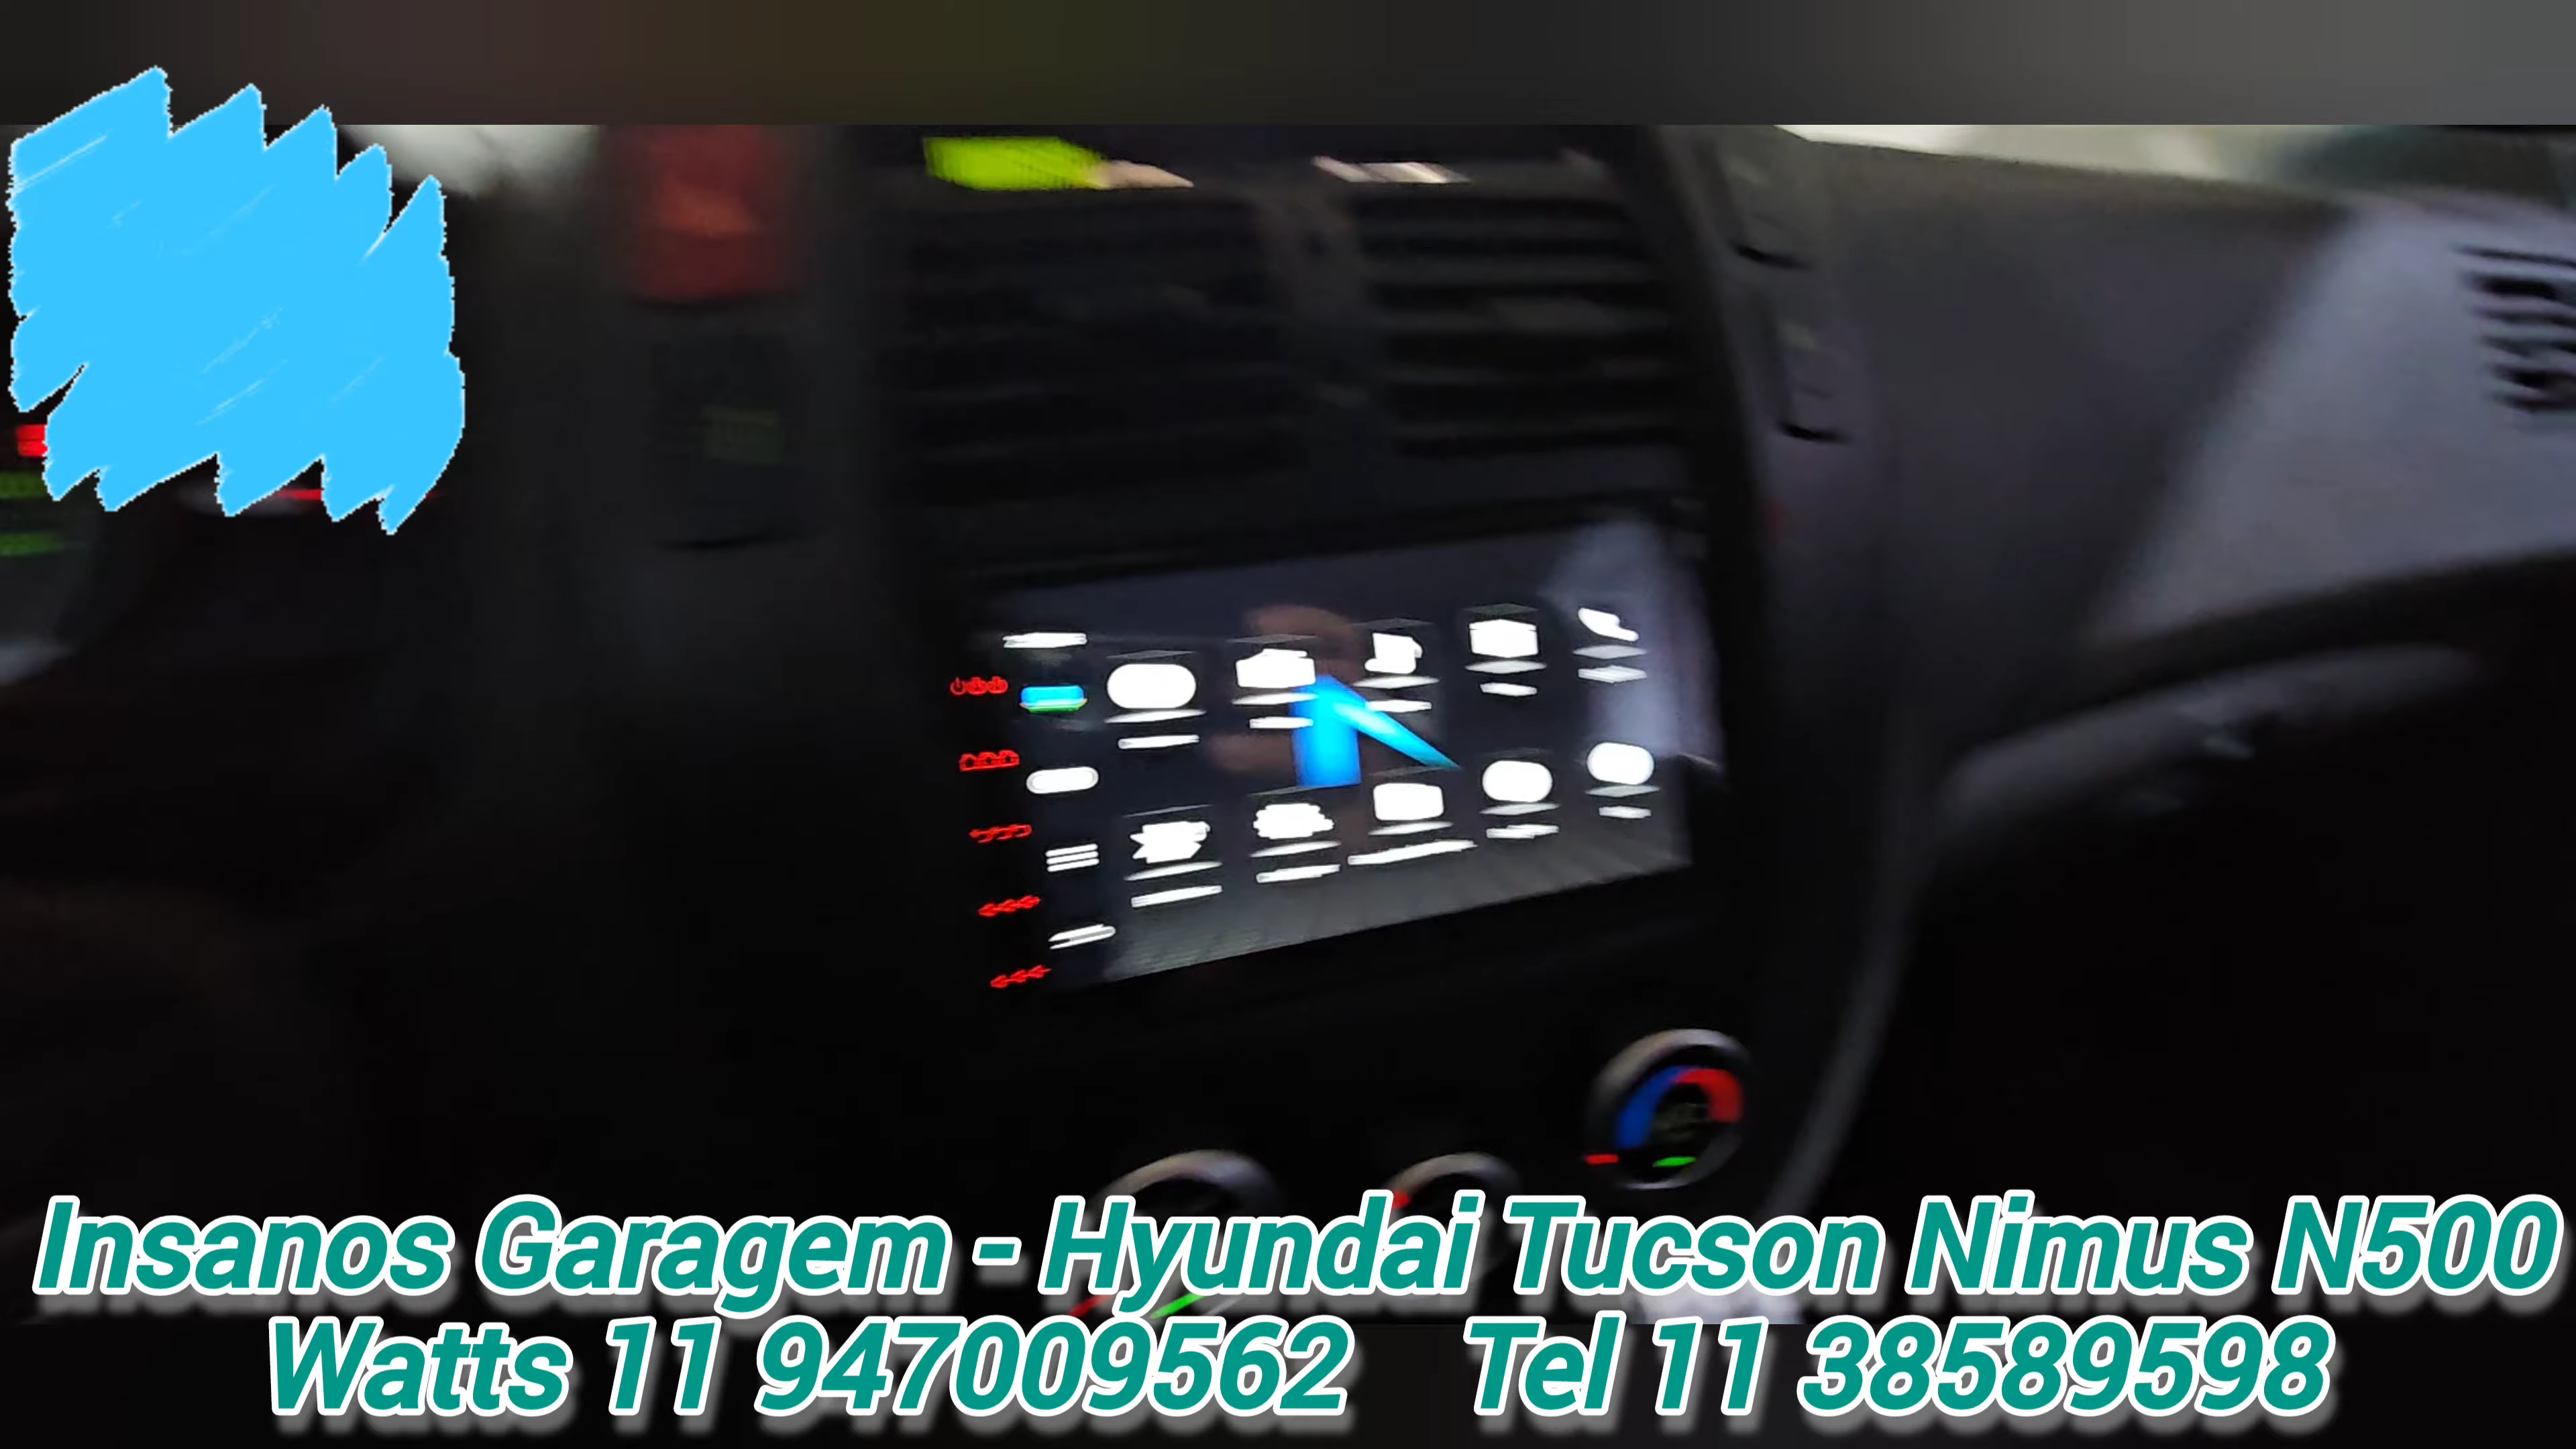 Insanos Garagem - Hyundai Tucson Nimus N500
Watts 11 947009562 Tel 11 38589598